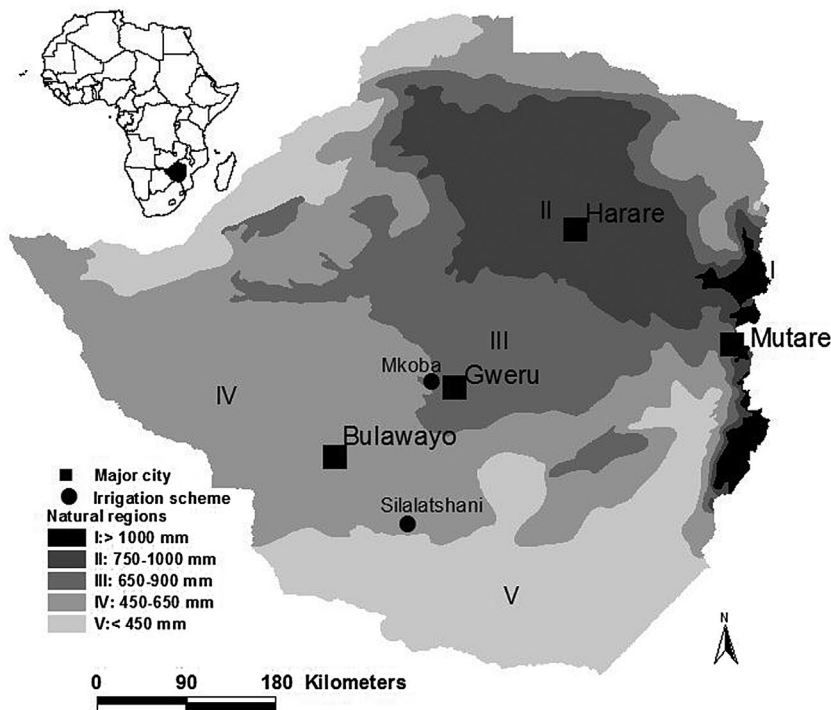 II Harare
I
Mutare
III
Mkoba
Gweru
IV
Bulawayo
Major city
Irrigation scheme
Silalatshani
Natural regions
I:> 1000 mm
II: 750-1000 mm
III: 650-900 mm
IV: 450-650 mm
V:< 450 mm
V
N
0 90 180 Kilometers